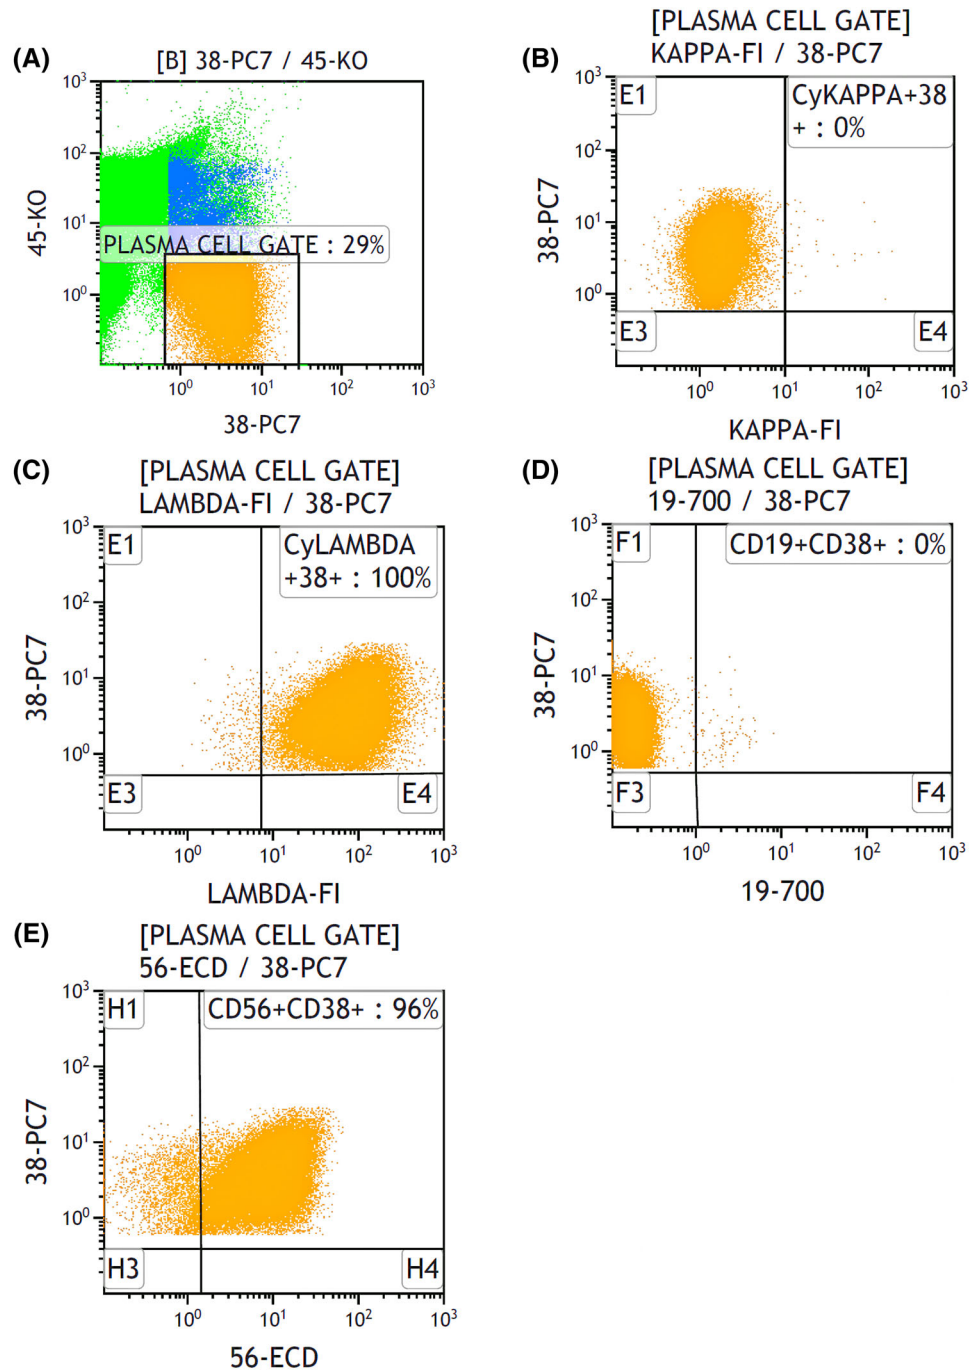 (A)
[B] 38-PC7 / 45-KO
10³
10²
10¹
10⁰
45-KO
PLASMA CELL GATE : 29%
10⁰ 10¹ 10² 10³
38-PC7
(B)
[PLASMA CELL GATE]
KAPPA-FI / 38-PC7
10³
10²
10¹
10⁰
38-PC7
E1
CyKAPPA+38
+ : 0%
E3
E4
10⁰ 10¹ 10² 10³
KAPPA-FI
(C)
[PLASMA CELL GATE]
LAMBDA-FI / 38-PC7
10³
10²
10¹
10⁰
38-PC7
E1
CyLAMBDA
+38+ : 100%
E3
E4
10⁰ 10¹ 10² 10³
LAMBDA-FI
(D)
[PLASMA CELL GATE]
19-700 / 38-PC7
10³
10²
10¹
10⁰
38-PC7
F1
CD19+CD38+ : 0%
F3
F4
10⁰ 10¹ 10² 10³
19-700
(E)
[PLASMA CELL GATE]
56-ECD / 38-PC7
10³
10²
10¹
10⁰
38-PC7
H1
CD56+CD38+ : 96%
H3
H4
10⁰ 10¹ 10² 10³
56-ECD